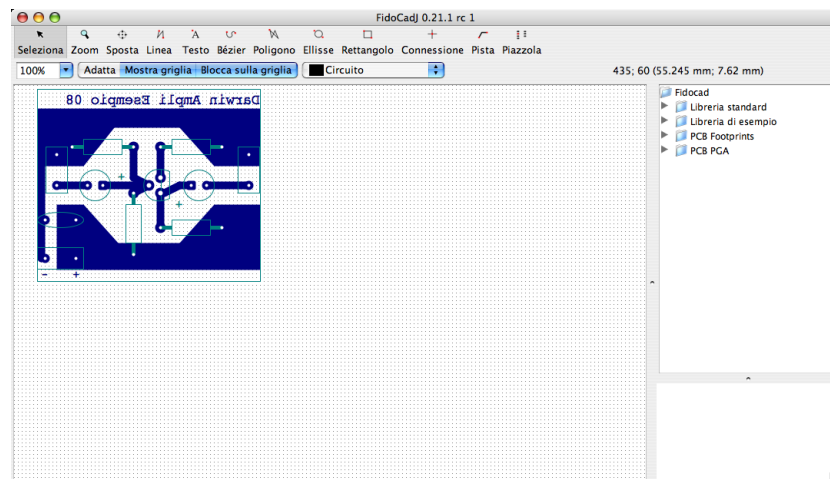 FidoCadJ 0.21.1 rc 1
Seleziona Zoom Sposta Linea Testo Bézier Poligono Ellisse Rettangolo Connessione Pista Piazzola
100% Adatta Mostra griglia Blocca sulla griglia Circuito 435; 60 (55.245 mm; 7.62 mm)
Fidocad
Libreria standard
Libreria di esempio
PCB Footprints
PCB PGA
Darwin Ampli Esempio 08
+
+
- +